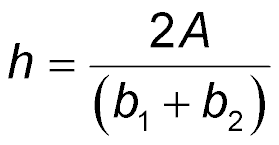 h = 2A / (b₁ + b₂)